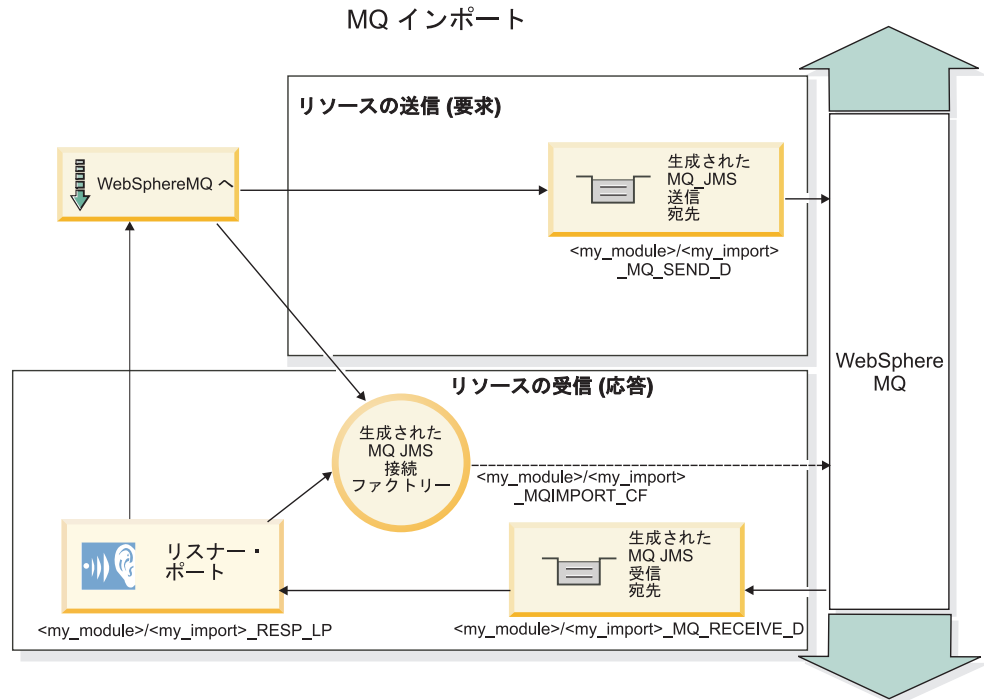 MQ インポート
リソースの送信 (要求)
WebSphereMQ へ
生成された
MQ_JMS
送信
宛先
<my_module>/<my_import>
_MQ_SEND_D
WebSphere
MQ
リソースの受信 (応答)
生成された
MQ JMS
接続
ファクトリー
<my_module>/<my_import>
_MQIMPORT_CF
リスナー・
ポート
<my_module>/<my_import>_RESP_LP
生成された
MQ JMS
受信
宛先
<my_module>/<my_import>_MQ_RECEIVE_D